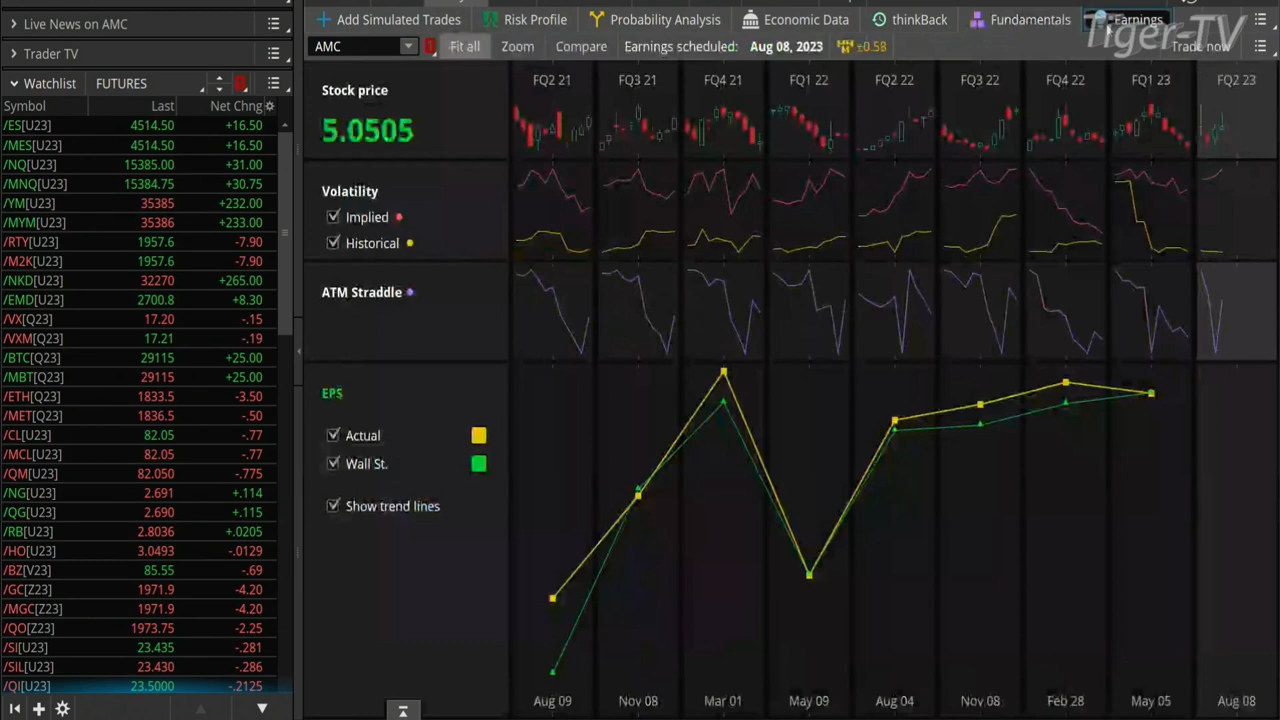 Live News on AMC
Trader TV
Watchlist FUTURES
Symbol Last Net Chng
/ES[U23] 4514.50 +16.50
/MES[U23] 4514.50 +16.50
/NQ[U23] 15385.00 +31.00
/MNQ[U23] 15384.75 +30.75
/YM[U23] 35385 +232.00
/MYM[U23] 35386 +233.00
/RTY[U23] 1957.6 -7.90
/M2K[U23] 1957.6 -7.90
/NKD[U23] 32270 +265.00
/EMD[U23] 2700.8 +8.30
/VX[Q23] 17.20 -.15
/VXM[Q23] 17.21 -.19
/BTC[Q23] 29115 +25.00
/MBT[Q23] 29115 +25.00
/ETH[Q23] 1833.5 -3.50
/MET[Q23] 1836.5 -.50
/CL[U23] 82.05 -.77
/MCL[U23] 82.05 -.77
/QM[U23] 82.050 -.775
/NG[U23] 2.691 +.114
/QG[U23] 2.690 +.115
/RB[U23] 2.8036 +.0205
/HO[U23] 3.0493 -.0129
/BZ[V23] 85.55 -.69
/GC[Z23] 1971.9 -4.20
/MGC[Z23] 1971.9 -4.20
/QO[Z23] 1973.75 -2.25
/SI[U23] 23.435 -.281
/SIL[U23] 23.430 -.286
/QI[U23] 23.5000 -.2125
Add Simulated Trades Risk Profile Probability Analysis Economic Data thinkBack Fundamentals Earnings
Tiger-TV
AMC Fit all Zoom Compare Earnings scheduled: Aug 08, 2023 ±0.58 Trade now
FQ2 21 FQ3 21 FQ4 21 FQ1 22 FQ2 22 FQ3 22 FQ4 22 FQ1 23 FQ2 23
Stock price
5.0505
Volatility
Implied
Historical
ATM Straddle
EPS
Actual
Wall St.
Show trend lines
Aug 09 Nov 08 Mar 01 May 09 Aug 04 Nov 08 Feb 28 May 05 Aug 08